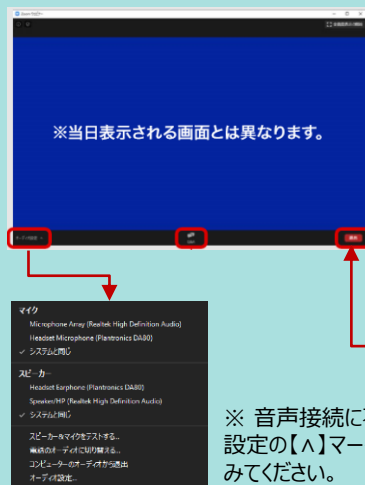 ※当日表示される画面とは異なります。
マイク
Microphone Array (Realtek High Definition Audio)
Headset Microphone (Plantronics DA80)
✓ システムと同じ
スピーカー
Headset Earphone (Plantronics DA80)
Speaker/HP (Realtek High Definition Audio)
✓ システムと同じ
スピーカー&マイクをテストする...
電話のオーディオに切り替える...
コンピューターのオーディオから退出
オーディオ設定...
※ 音声接続に
設定の【∧】マー
みてください。